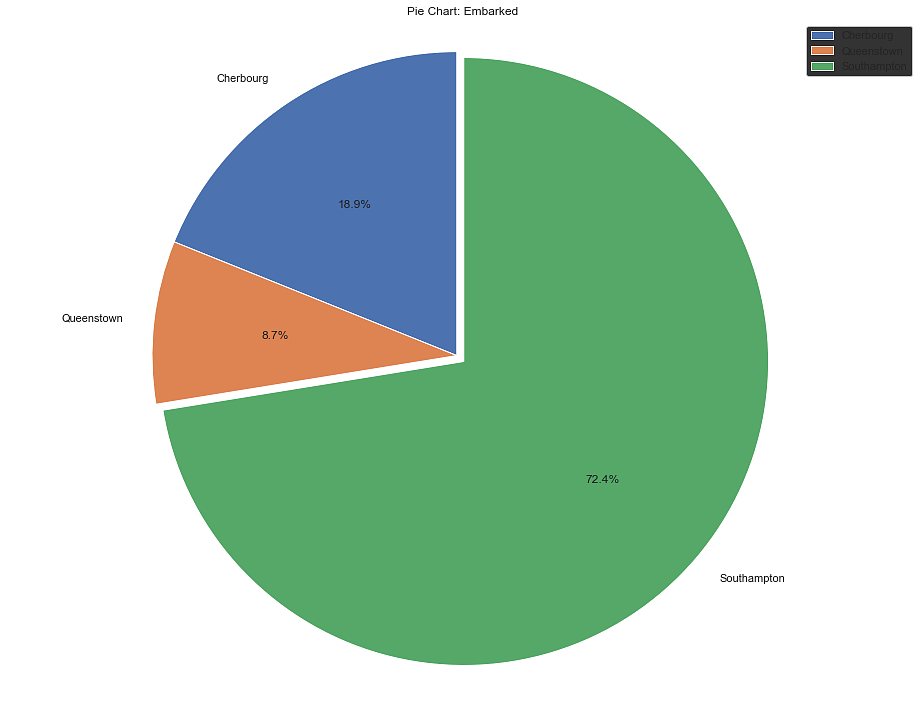 Pie Chart: Embarked
Cherbourg
Queenstown
Southampton
Cherbourg
18.9%
Queenstown
8.7%
72.4%
Southampton